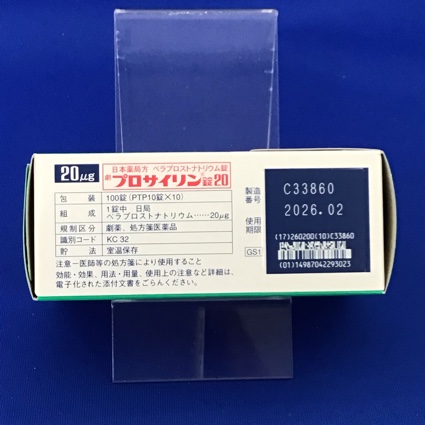 20μg
日本薬局方 ベラプロストナトリウム錠
劇 プロサイリン®錠20
包装 100錠(PTP10錠×10)
組成 1錠中 日局
ベラプロストナトリウム……20μg
規制区分 劇薬、処方箋医薬品
識別コード KC 32
貯法 室温保存
注意－医師等の処方箋により使用すること
効能・効果、用法・用量、使用上の注意など詳細は、
電子化された添付文書をごらんください。
製造番号 C33860
使用期限 2026.02
(17)260200(10)C33860
GS1
(01)14987042293023